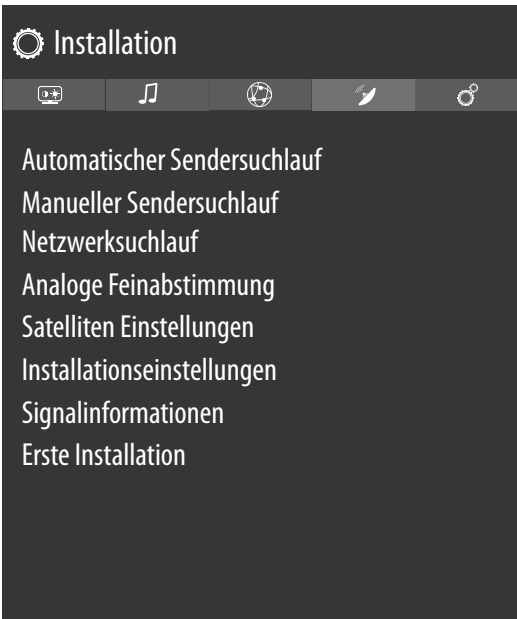 Installation
Automatischer Sendersuchlauf
Manueller Sendersuchlauf
Netzwerksuchlauf
Analoge Feinabstimmung
Satelliten Einstellungen
Installationseinstellungen
Signalinformationen
Erste Installation